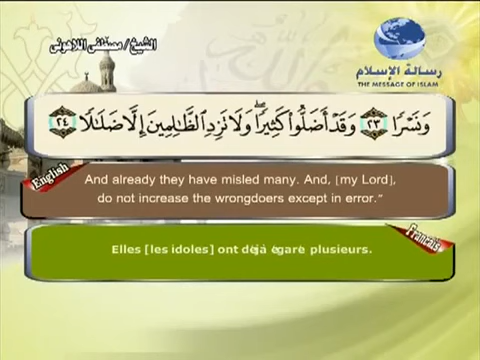 الشيخ / مصطفى اللاهونى
رسالة الإسلام
THE MESSAGE OF ISLAM
وَنَسْرًا ٢٣ وَقَدْ أَضَلُّوا۟ كَثِيرًا ۖ وَلَا تَزِدِ ٱلظَّـٰلِمِينَ إِلَّا ضَلَـٰلًا ٢٤
English
And already they have misled many. And, [my Lord],
do not increase the wrongdoers except in error."
Francais
Elles [les idoles] ont déjà égaré plusieurs.